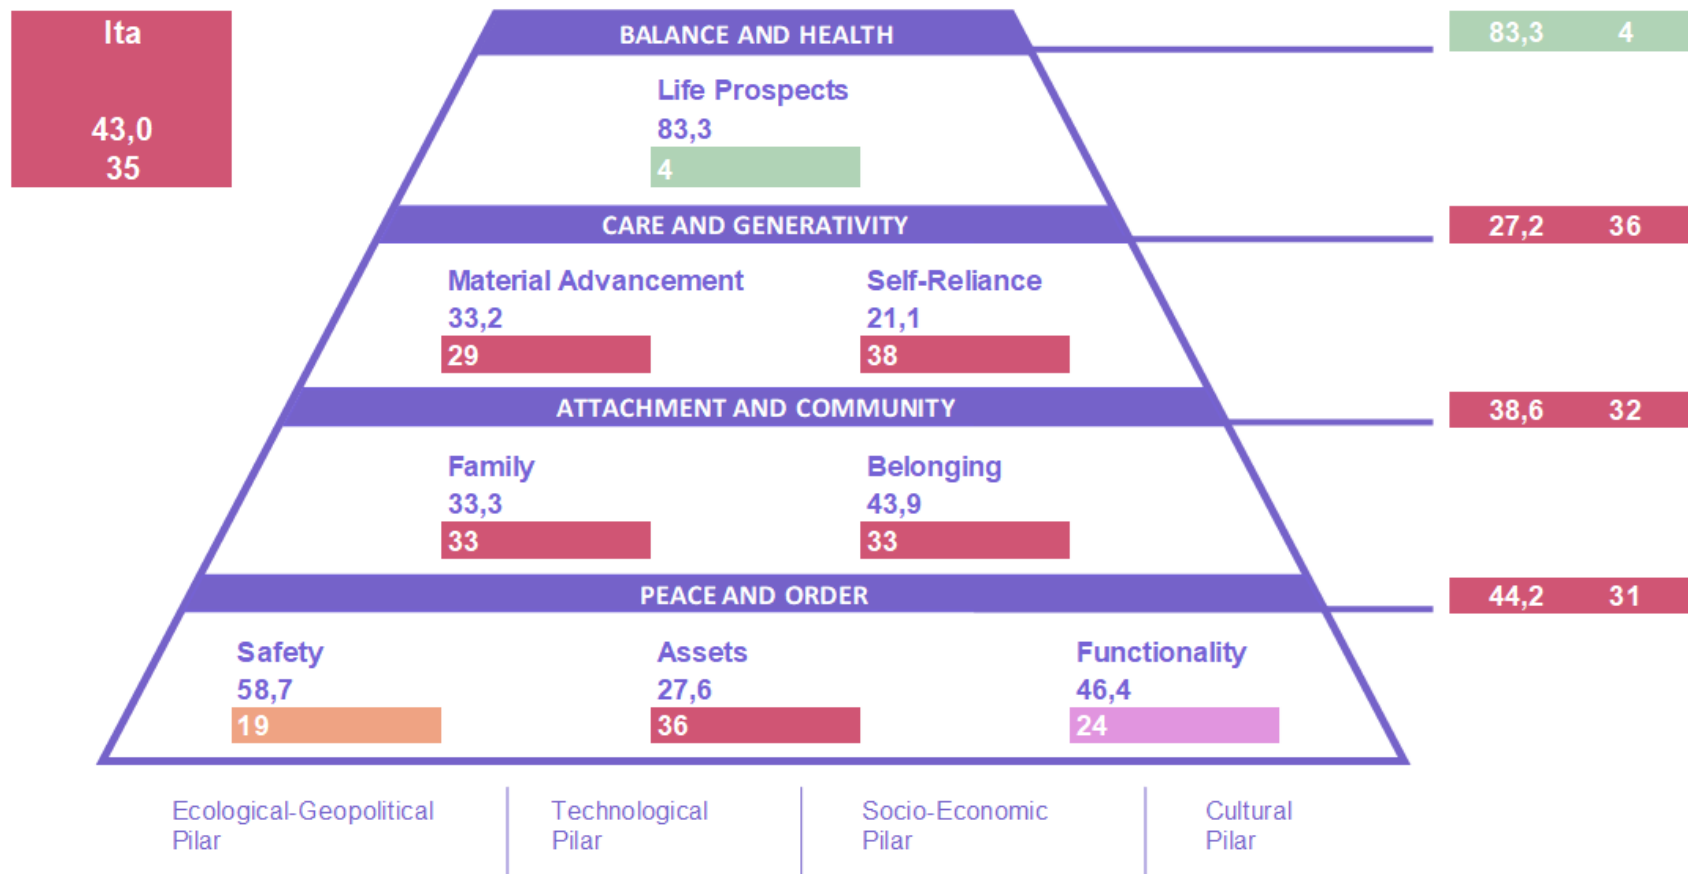 Ita
43,0
35
BALANCE AND HEALTH
83,3 4
Life Prospects
83,3
4
CARE AND GENERATIVITY
27,2 36
Material Advancement
33,2
29
Self-Reliance
21,1
38
ATTACHMENT AND COMMUNITY
38,6 32
Family
33,3
33
Belonging
43,9
33
PEACE AND ORDER
44,2 31
Safety
58,7
19
Assets
27,6
36
Functionality
46,4
24
Ecological-Geopolitical
Pilar
Technological
Pilar
Socio-Economic
Pilar
Cultural
Pilar